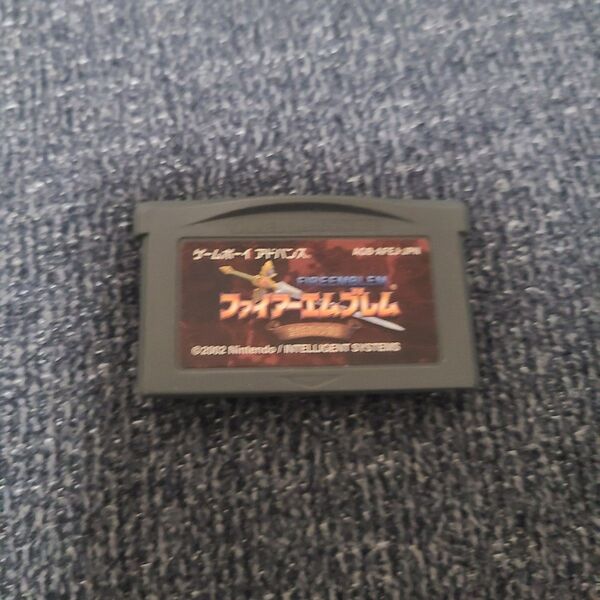 ゲームボーイ アドバンス AGB-AFEJ-JPN
FIREEMBLEM
ファイアーエムブレム
©2002 Nintendo / INTELLIGENT SYSTEMS